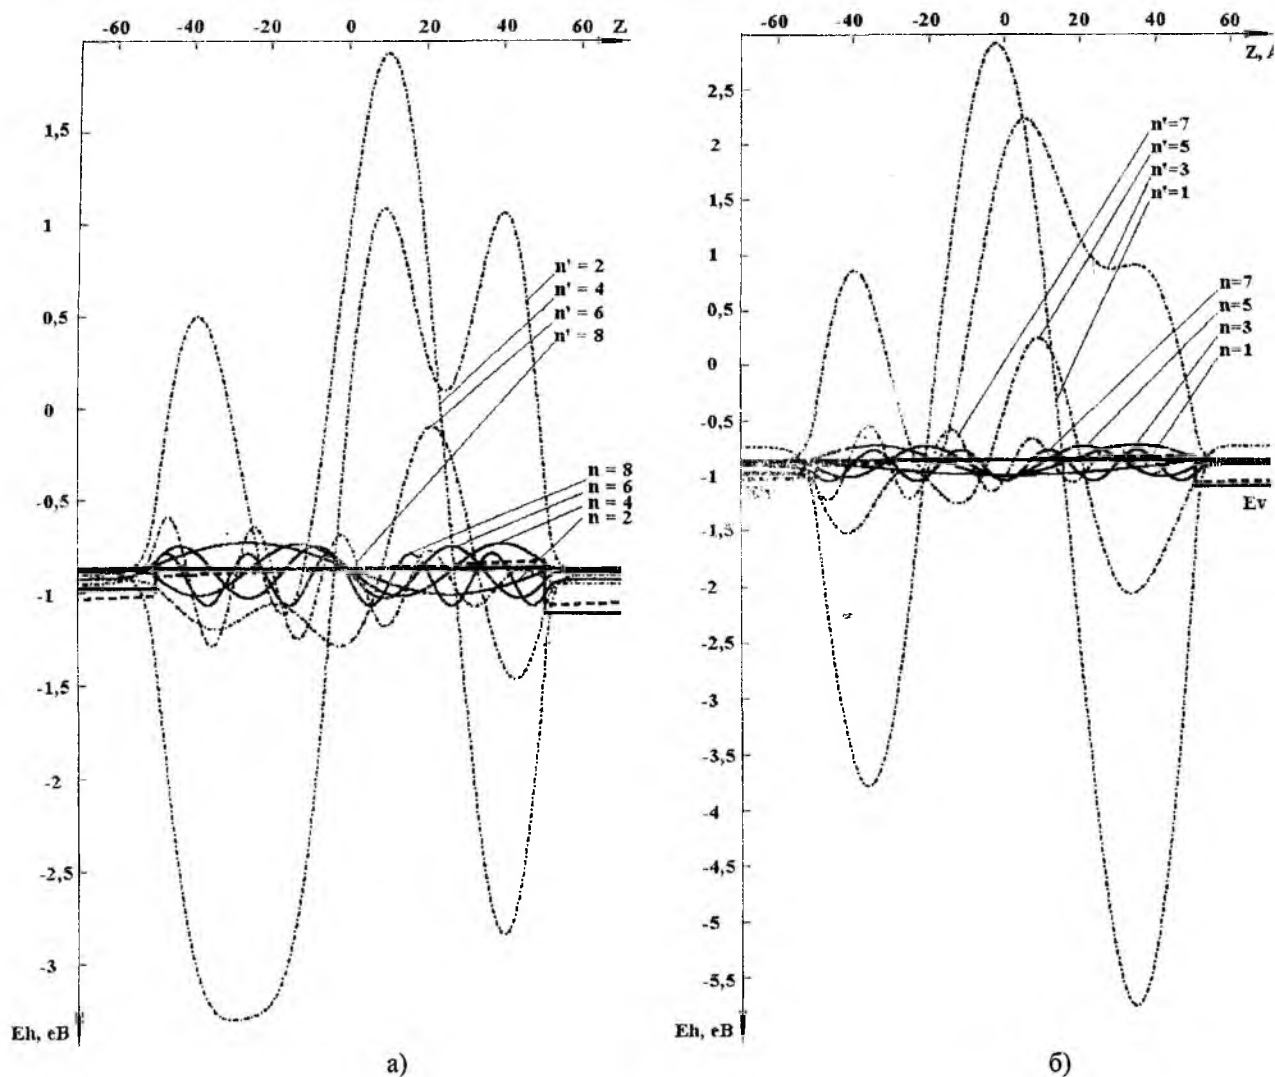 -60 -40 -20 0 20 40 Z 60
1,5
1
0,5
0
-0,5
-1
-1,5
-2
-2,5
-3
Eh, eB
n' = 2
n' = 4
n' = 6
n' = 8
n = 8
n = 6
n = 4
n = 2
а)
-60 -40 -20 0 20 40 60
Z,
2,5
2
1,5
1
0,5
0
-0,5
-1
-1,5
-2
-2,5
-3
-3,5
-4
-4,5
-5
-5,5
Eh, eB
n'=7
n'=5
n'=3
n'=1
n=7
n=5
n=3
n=1
Ev
б)